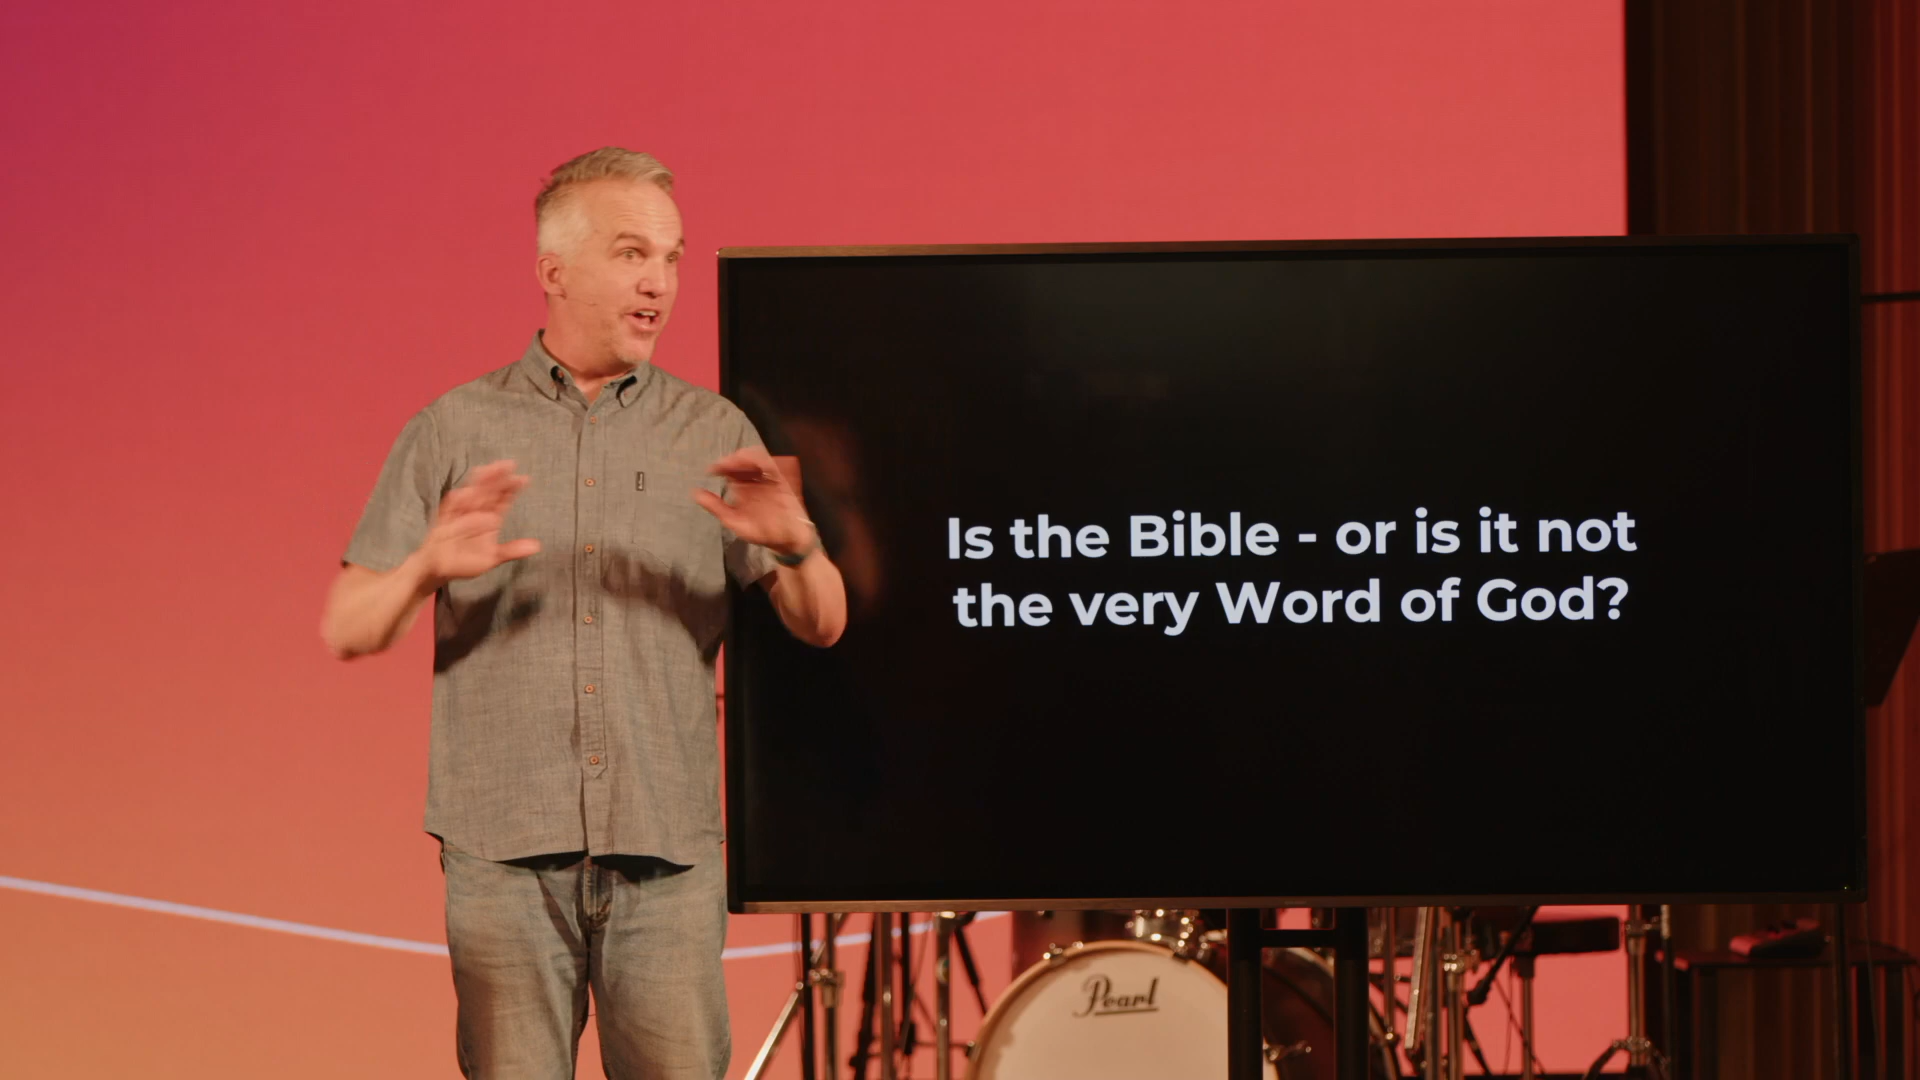 Is the Bible - or is it not
the very Word of God?
Pearl